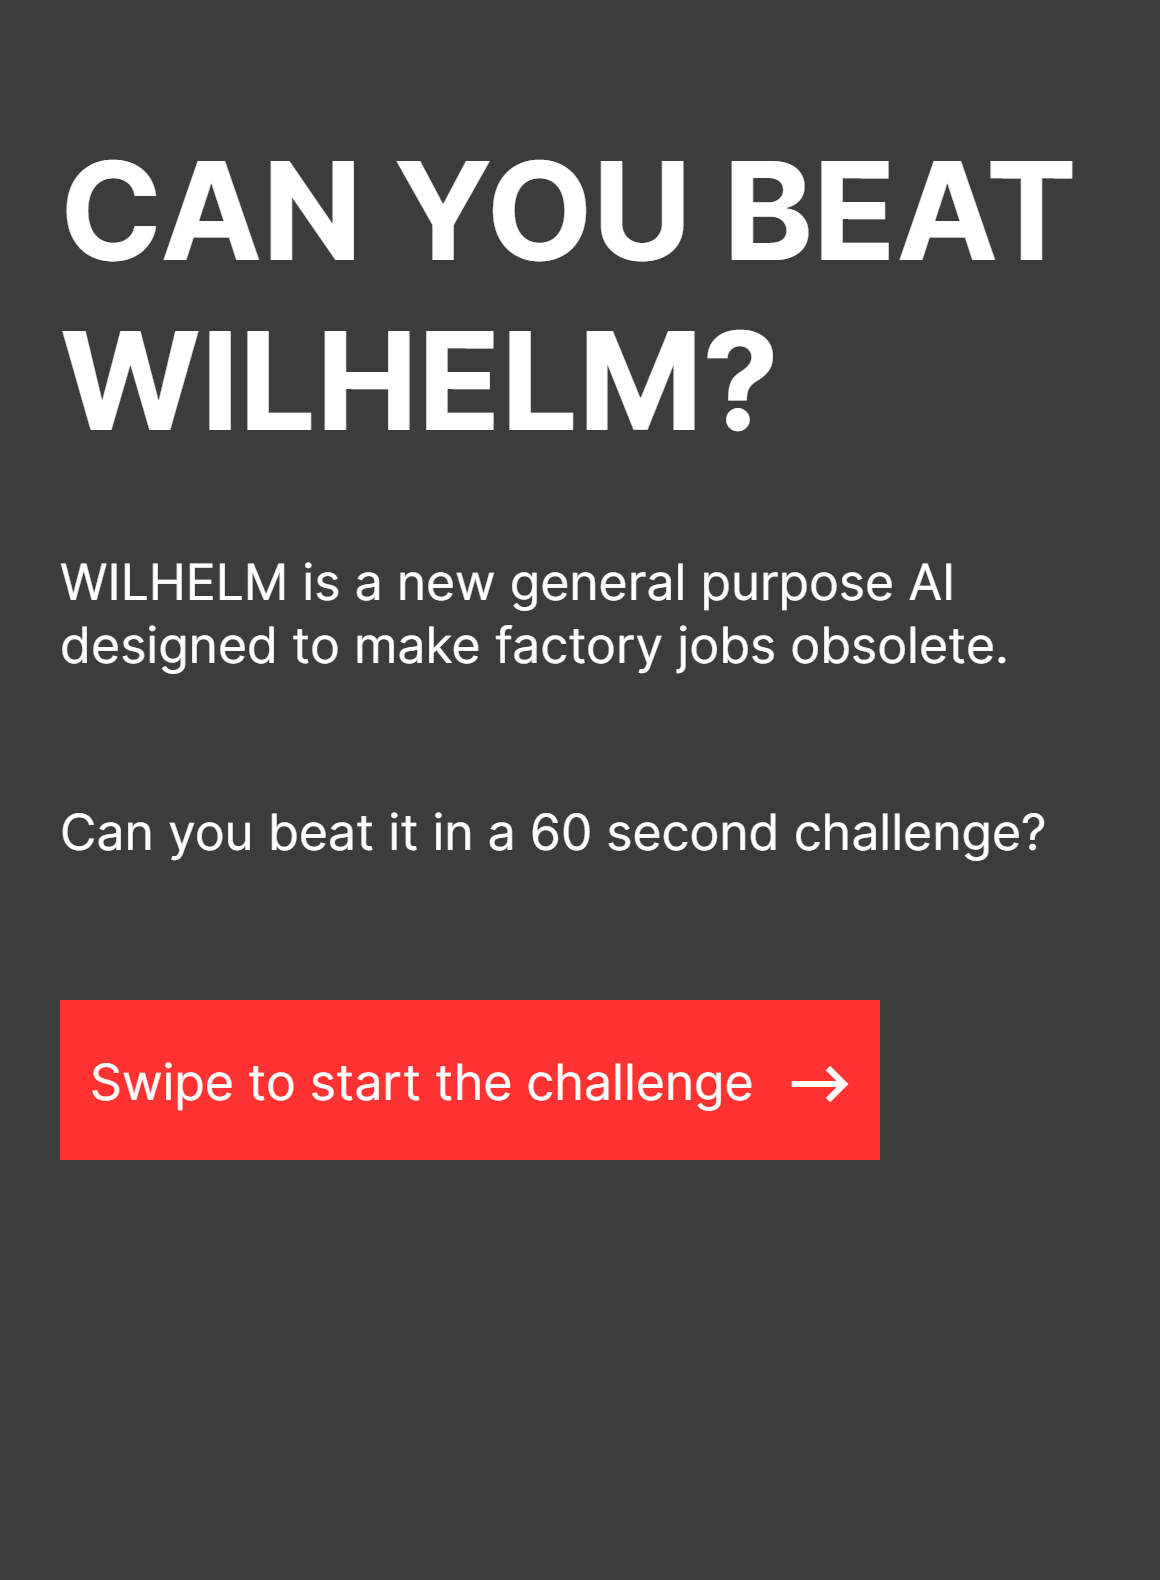 CAN YOU BEAT
WILHELM?
WILHELM is a new general purpose AI
designed to make factory jobs obsolete.
Can you beat it in a 60 second challenge?
Swipe to start the challenge →